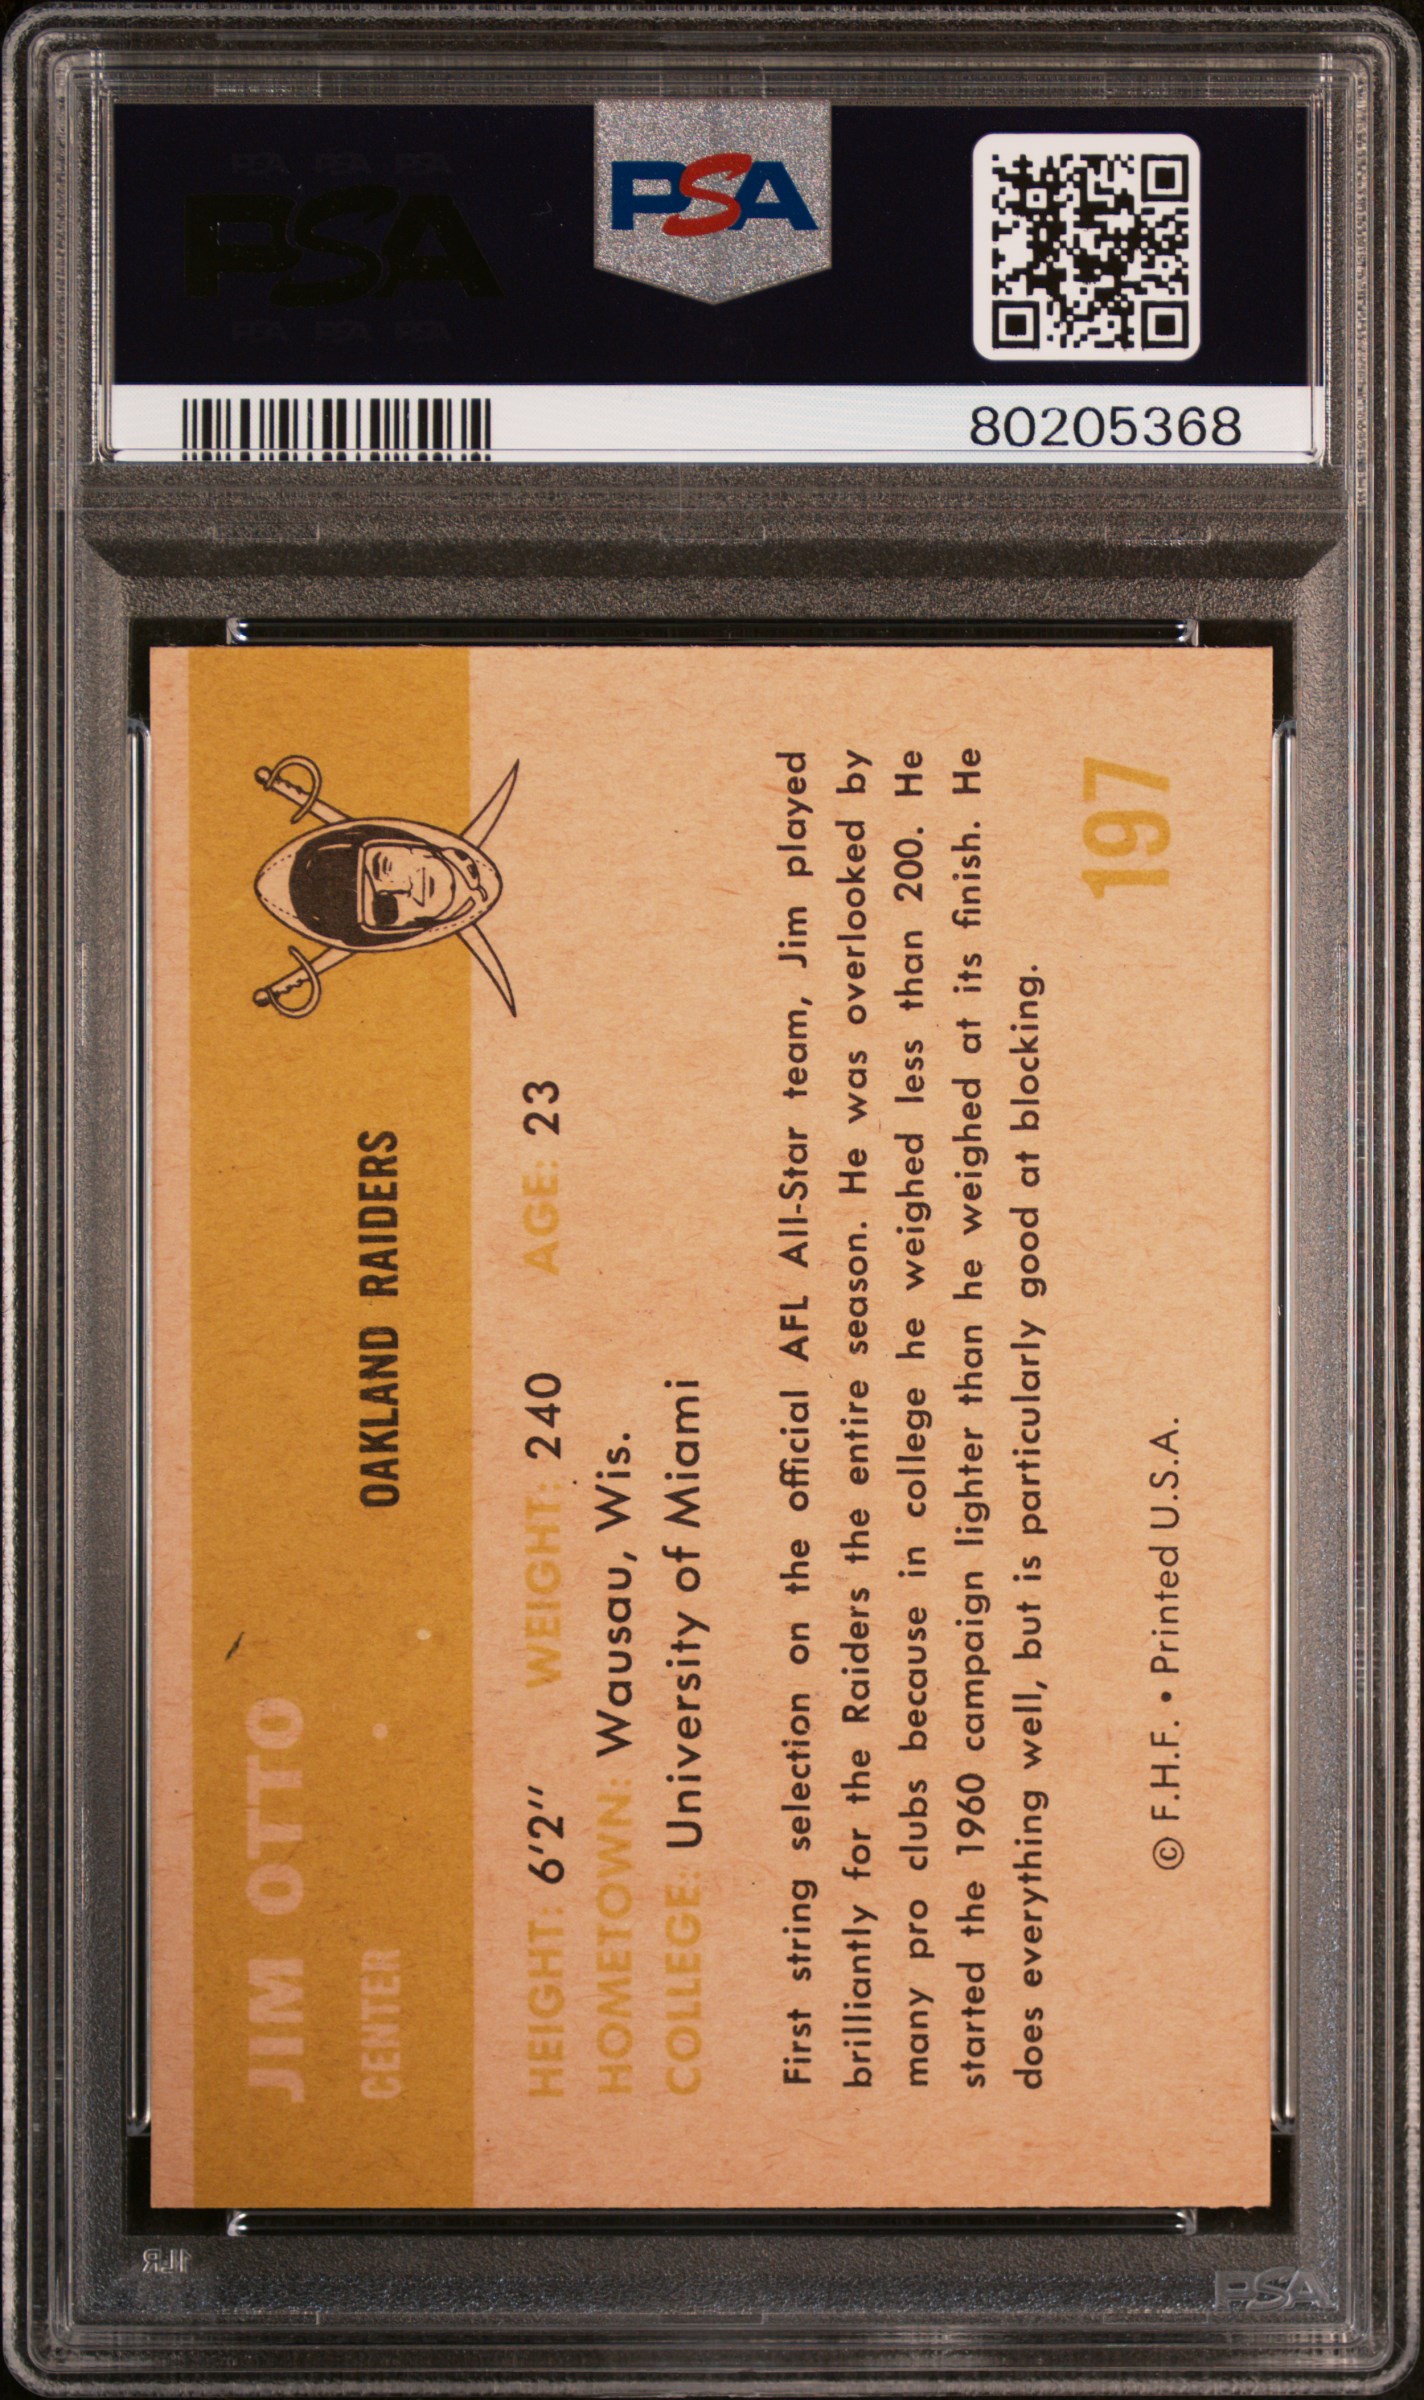 PSA
PSA
80205368
JIM OTTO
CENTER
OAKLAND RAIDERS
HEIGHT: 6'2" WEIGHT: 240 AGE: 23
HOMETOWN: Wausau, Wis.
COLLEGE: University of Miami
First string selection on the official AFL All-Star team, Jim played
brilliantly for the Raiders the entire season. He was overlooked by
many pro clubs because in college he weighed less than 200. He
started the 1960 campaign lighter than he weighed at its finish. He
does everything well, but is particularly good at blocking.
© F.H.F. • Printed U.S.A.
197
1LR
PSA